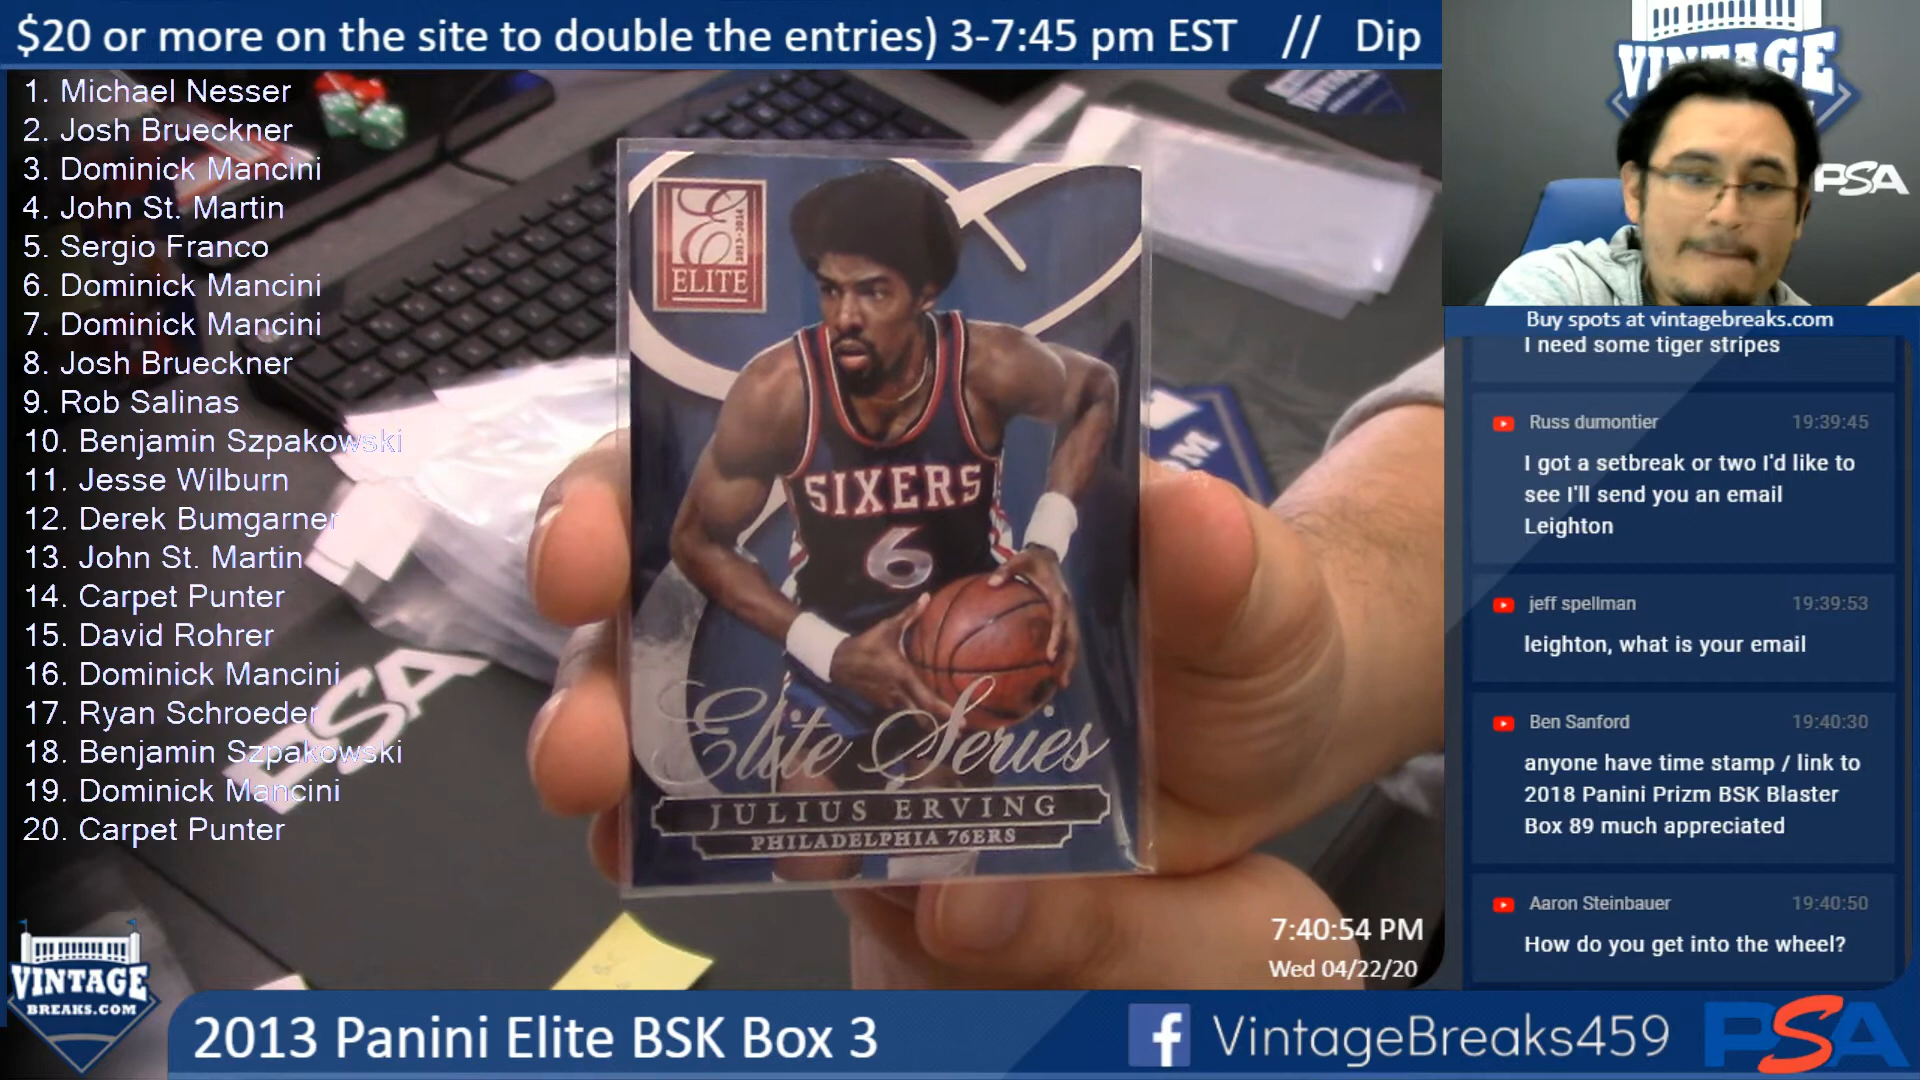 $20 or more on the site to double the entries) 3-7:45 pm EST // Dip
1. Michael Nesser
2. Josh Brueckner
3. Dominick Mancini
4. John St. Martin
5. Sergio Franco
6. Dominick Mancini
7. Dominick Mancini
8. Josh Brueckner
9. Rob Salinas
10. Benjamin Szpakowski
11. Jesse Wilburn
12. Derek Bumgarner
13. John St. Martin
14. Carpet Punter
15. David Rohrer
16. Dominick Mancini
17. Ryan Schroeder
18. Benjamin Szpakowski
19. Dominick Mancini
20. Carpet Punter
PSA
E
2013-2014
ELITE
SIXERS
6
Elite Series
JULIUS ERVING
PHILADELPHIA 76ERS
7:40:54 PM
Wed 04/22/20
VINTAGE
PSA
Buy spots at vintagebreaks.com
I need some tiger stripes
Russ dumontier 19:39:45
I got a setbreak or two I'd like to
see I'll send you an email
Leighton
jeff spellman 19:39:53
leighton, what is your email
Ben Sanford 19:40:30
anyone have time stamp / link to
2018 Panini Prizm BSK Blaster
Box 89 much appreciated
Aaron Steinbauer 19:40:50
How do you get into the wheel?
VINTAGE
BREAKS.COM
2013 Panini Elite BSK Box 3
f VintageBreaks459
PSA